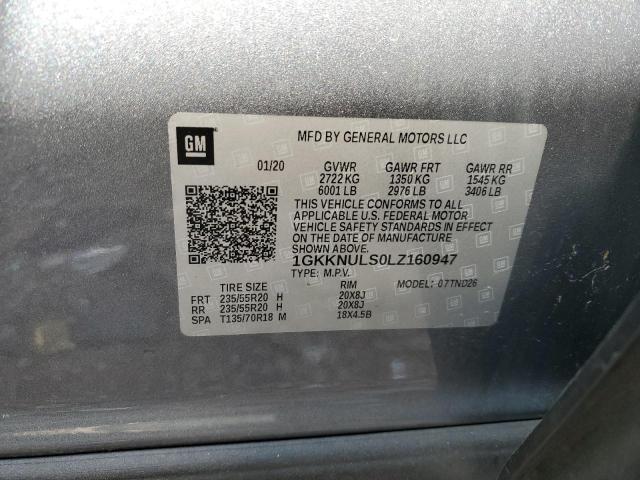 GM
MFD BY GENERAL MOTORS LLC
01/20 GVWR GAWR FRT GAWR RR
2722 KG 1350 KG 1545 KG
6001 LB 2976 LB 3406 LB
THIS VEHICLE CONFORMS TO ALL
APPLICABLE U.S. FEDERAL MOTOR
VEHICLE SAFETY STANDARDS IN EFFECT
ON THE DATE OF MANUFACTURE
SHOWN ABOVE.
1GKKNULS0LZ160947
TYPE: M.P.V. MODEL: 07TND26
TIRE SIZE RIM
FRT 235/55R20 H 20X8J
RR 235/55R20 H 20X8J
SPA T135/70R18 M 18X4.5B